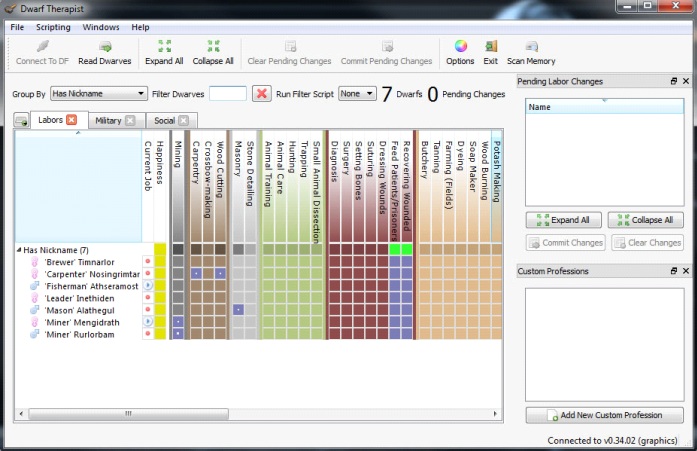 Dwarf Therapist
File Scripting Windows Help
Connect To DF Read Dwarves Expand All Collapse All Clear Pending Changes Commit Pending Changes Options Exit Scan Memory
Group By Has Nickname Filter Dwarves Run Filter Script None 7 Dwarfs 0 Pending Changes
Labors Military Social
Current Job
Happiness
Mining
Carpentry
Crossbow-making
Wood Cutting
Masonry
Stone Detailing
Animal Training
Animal Care
Hunting
Trapping
Small Animal Dissection
Diagnosis
Surgery
Setting Bones
Suturing
Dressing Wounds
Feed Patients/Prisoners
Recovering Wounded
Butchery
Tanning
Farming (Fields)
Dyeing
Soap Maker
Wood Burning
Potash Making
Has Nickname (7)
'Brewer' Timnarlor
'Carpenter' Nosingrimtar
'Fisherman' Athseramost
'Leader' Inethiden
'Mason' Alathegul
'Miner' Mengidrath
'Miner' Rurlorbam
Pending Labor Changes
Name
Expand All Collapse All
Commit Changes Clear Changes
Custom Professions
Add New Custom Profession
Connected to v0.34.02 (graphics)